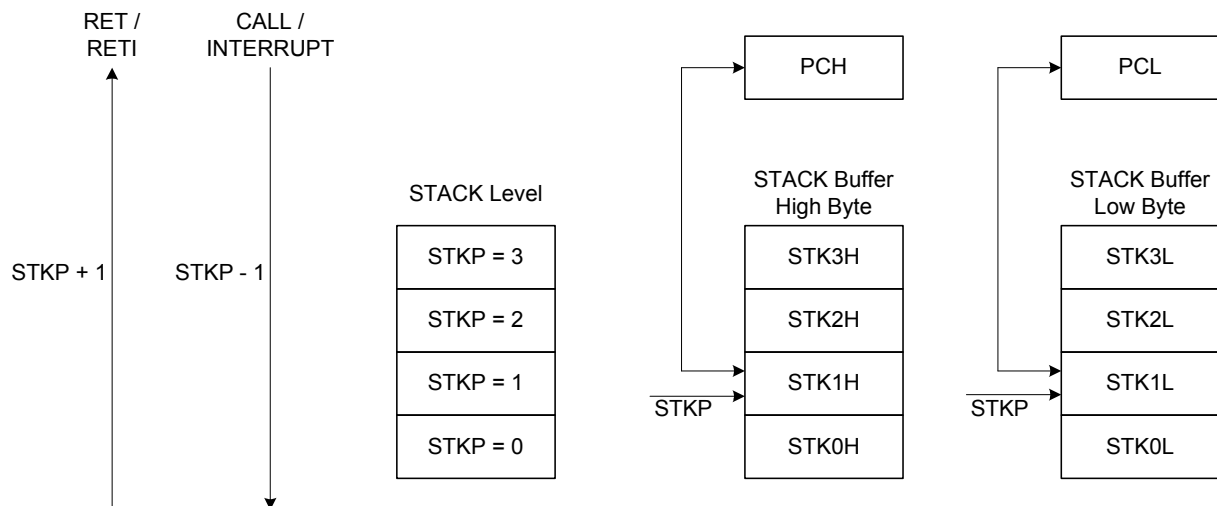 RET /
RETI
CALL /
INTERRUPT
STKP + 1
STKP - 1
STACK Level
STKP = 3
STKP = 2
STKP = 1
STKP = 0
PCH
STACK Buffer
High Byte
STK3H
STK2H
STK1H
STK0H
STKP
PCL
STACK Buffer
Low Byte
STK3L
STK2L
STK1L
STK0L
STKP